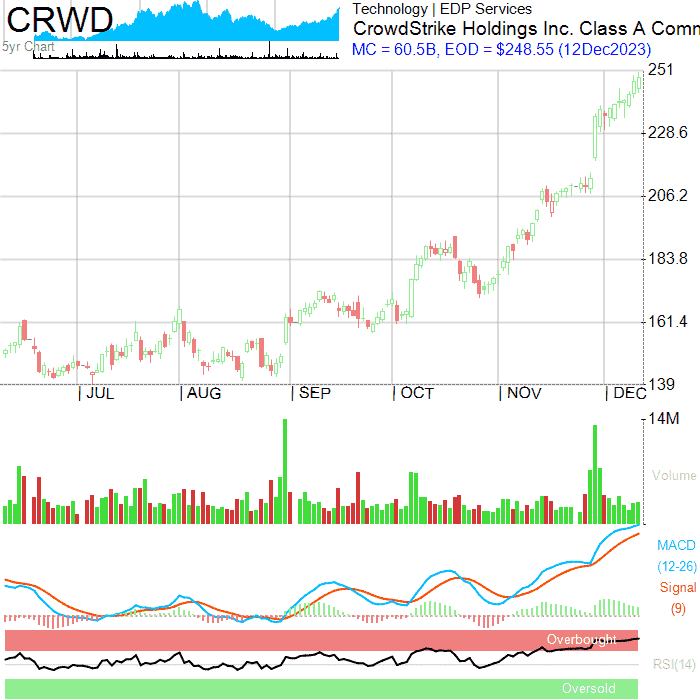 CRWD
5yr Chart
Technology | EDP Services
CrowdStrike Holdings Inc. Class A Comm
MC = 60.5B, EOD = $248.55 (12Dec2023)
251
228.6
206.2
183.8
161.4
139
JUL AUG SEP OCT NOV DEC
14M
Volume
MACD
(12-26)
Signal
(9)
Overbought
RSI(14)
Oversold